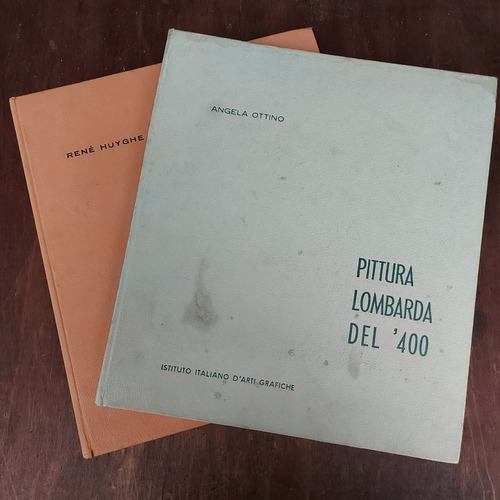 RENÉ HUYGHE
ANGELA OTTINO
PITTURA
LOMBARDA
DEL '400
ISTITUTO ITALIANO D'ARTI GRAFICHE